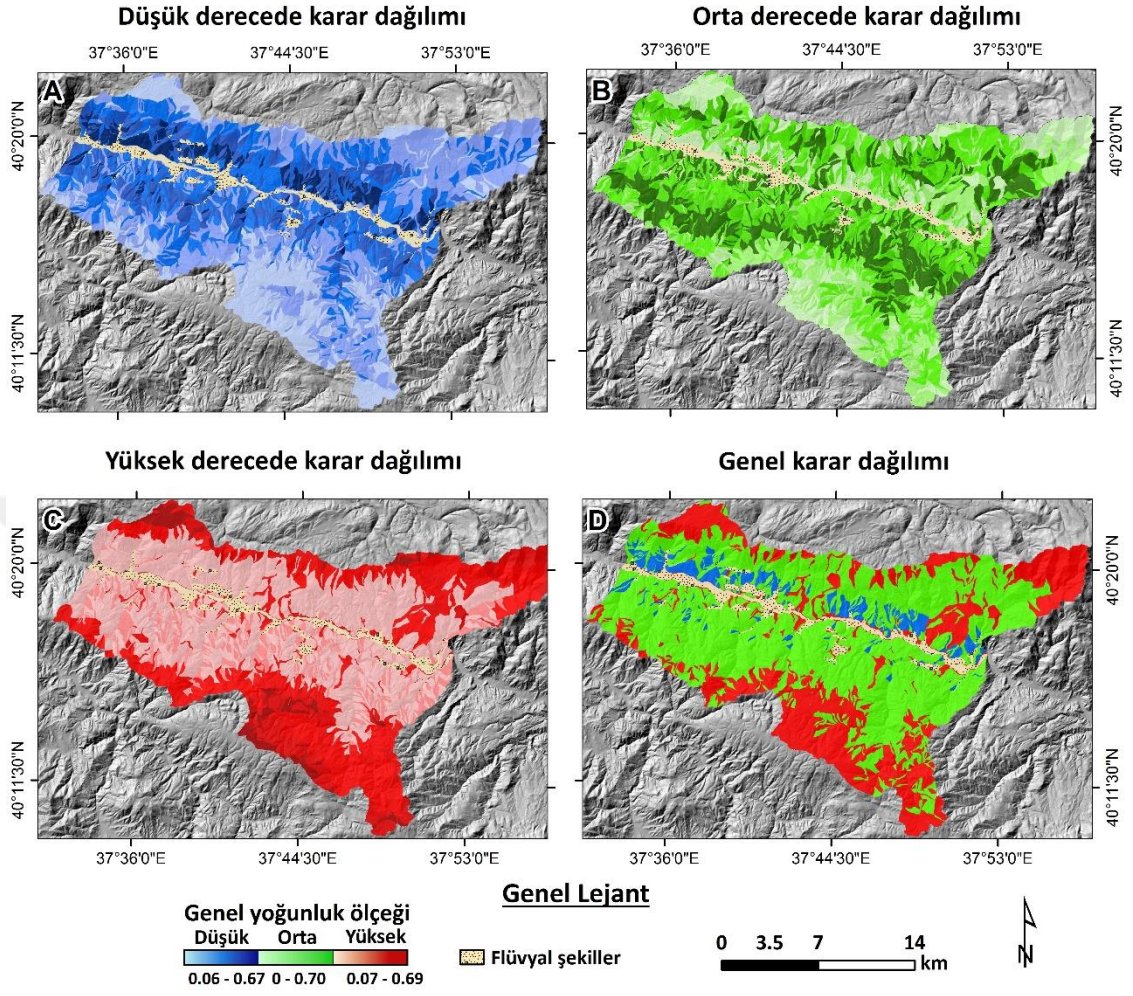 Düşük derecede karar dağılımı
Orta derecede karar dağılımı
37°36'0"E 37°44'30"E 37°53'0"E
37°36'0"E 37°44'30"E 37°53'0"E
A
B
40°20'0"N
40°11'30"N
40°20'0"N
40°11'30"N
Yüksek derecede karar dağılımı
Genel karar dağılımı
C
D
40°20'0"N
40°11'30"N
40°20'0"N
40°11'30"N
37°36'0"E 37°44'30"E 37°53'0"E
37°36'0"E 37°44'30"E 37°53'0"E
Genel Lejant
Genel yoğunluk ölçeği
Düşük Orta Yüksek
0.06 - 0.67 0 - 0.70 0.07 - 0.69
Flüvyal şekiller
0 3.5 7 14
km
N